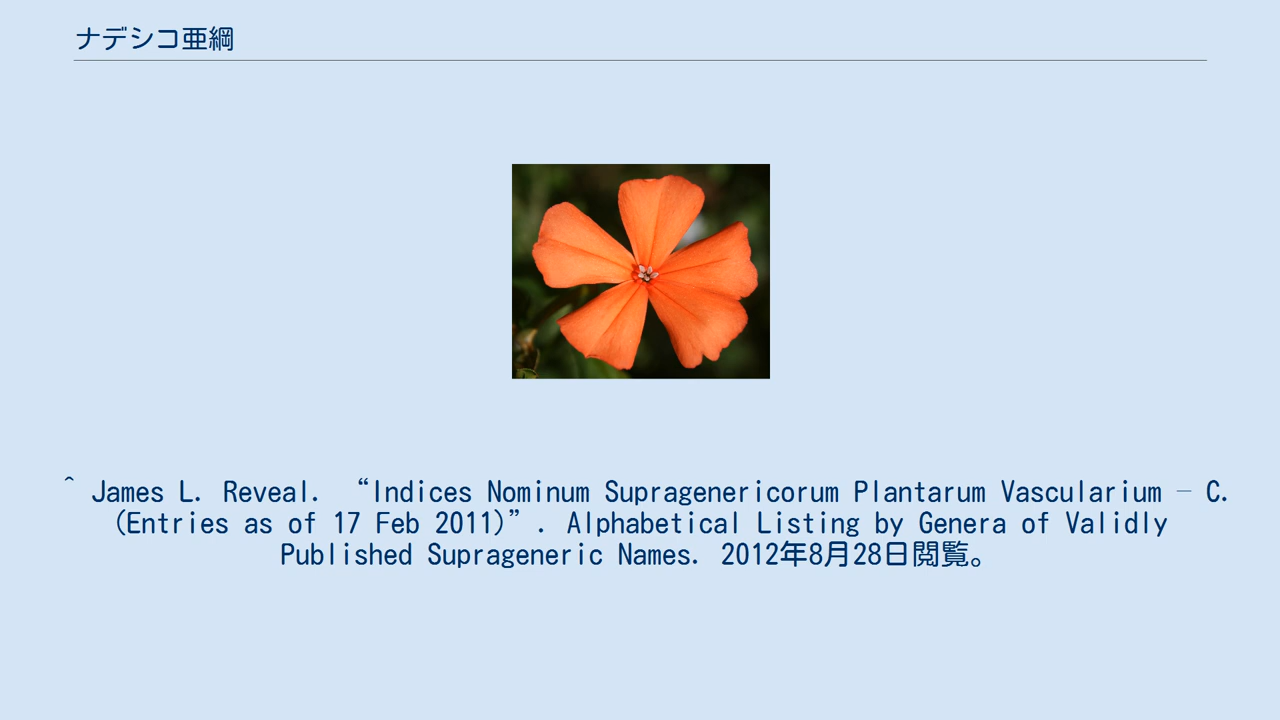 ナデシコ亜綱
^ James L. Reveal. “Indices Nominum Supragenericorum Plantarum Vascularium – C.
(Entries as of 17 Feb 2011)”. Alphabetical Listing by Genera of Validly
Published Suprageneric Names. 2012年8月28日閲覧。